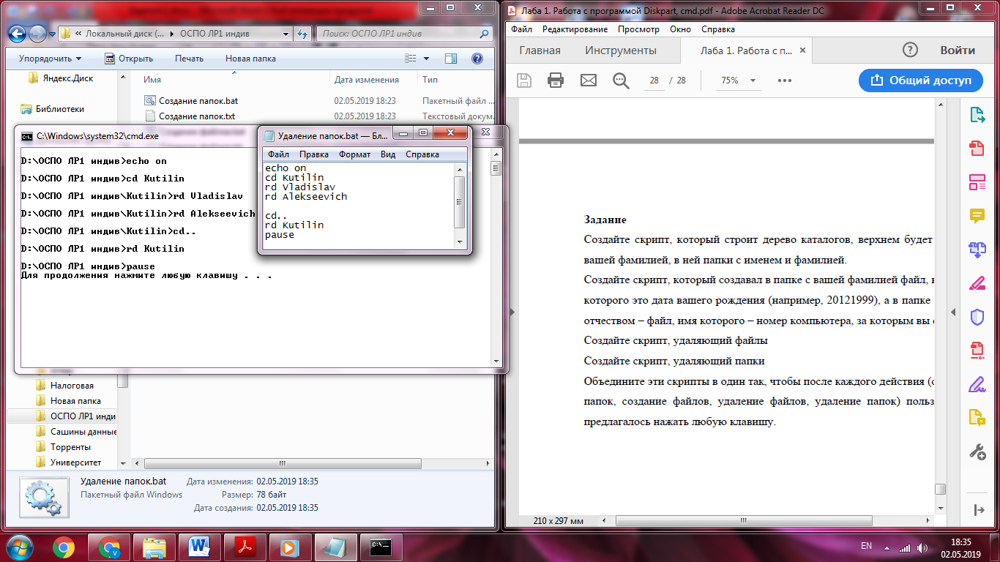 Локальный диск (... ▸ ОСПО ЛР1 индив
Поиск: ОСПО ЛР1 индив
Упорядочить
Открыть
Печать
Новая папка
Яндекс.Диск
Библиотеки
Имя
Дата изменения
Тип
Создание папок.bat
02.05.2019 18:23
Пакетный файл ...
Создание папок.txt
02.05.2019 18:23
Текстовый докум...
C:\Windows\system32\cmd.exe
D:\ОСПО ЛР1 индив>echo on
D:\ОСПО ЛР1 индив>cd Kutilin
D:\ОСПО ЛР1 индив\Kutilin>rd Vladislav
D:\ОСПО ЛР1 индив\Kutilin>rd Alekseevich
D:\ОСПО ЛР1 индив\Kutilin>cd..
D:\ОСПО ЛР1 индив>rd Kutilin
D:\ОСПО ЛР1 индив>pause
Для продолжения нажмите любую клавишу . . .
Удаление папок.bat — Бл...
Файл Правка Формат Вид Справка
echo on
cd Kutilin
rd Vladislav
rd Alekseevich
cd..
rd Kutilin
pause
Налоговая
Новая папка
ОСПО ЛР1 инди
Сашины данные
Торренты
Университет
Удаление папок.bat
Пакетный файл Windows
Дата изменения: 02.05.2019 18:35
Размер: 78 байт
Дата создания: 02.05.2019 18:35
Лаба 1. Работа с программой Diskpart, cmd.pdf - Adobe Acrobat Reader DC
Файл Редактирование Просмотр Окно Справка
Главная
Инструменты
Лаба 1. Работа с п...
Войти
28 / 28
75%
Общий доступ
Задание
Создайте скрипт, который строит дерево каталогов, верхнем будет
вашей фамилией, в ней папки с именем и фамилией.
Создайте скрипт, который создавал в папке с вашей фамилией файл,
которого это дата вашего рождения (например, 20121999), а в папке
отчеством – файл, имя которого – номер компьютера, за которым вы
Создайте скрипт, удаляющий файлы
Создайте скрипт, удаляющий папки
Объедините эти скрипты в один так, чтобы после каждого действия
папок, создание файлов, удаление файлов, удаление папок)
предлагалось нажать любую клавишу.
210 x 297 мм
EN
18:35
02.05.2019